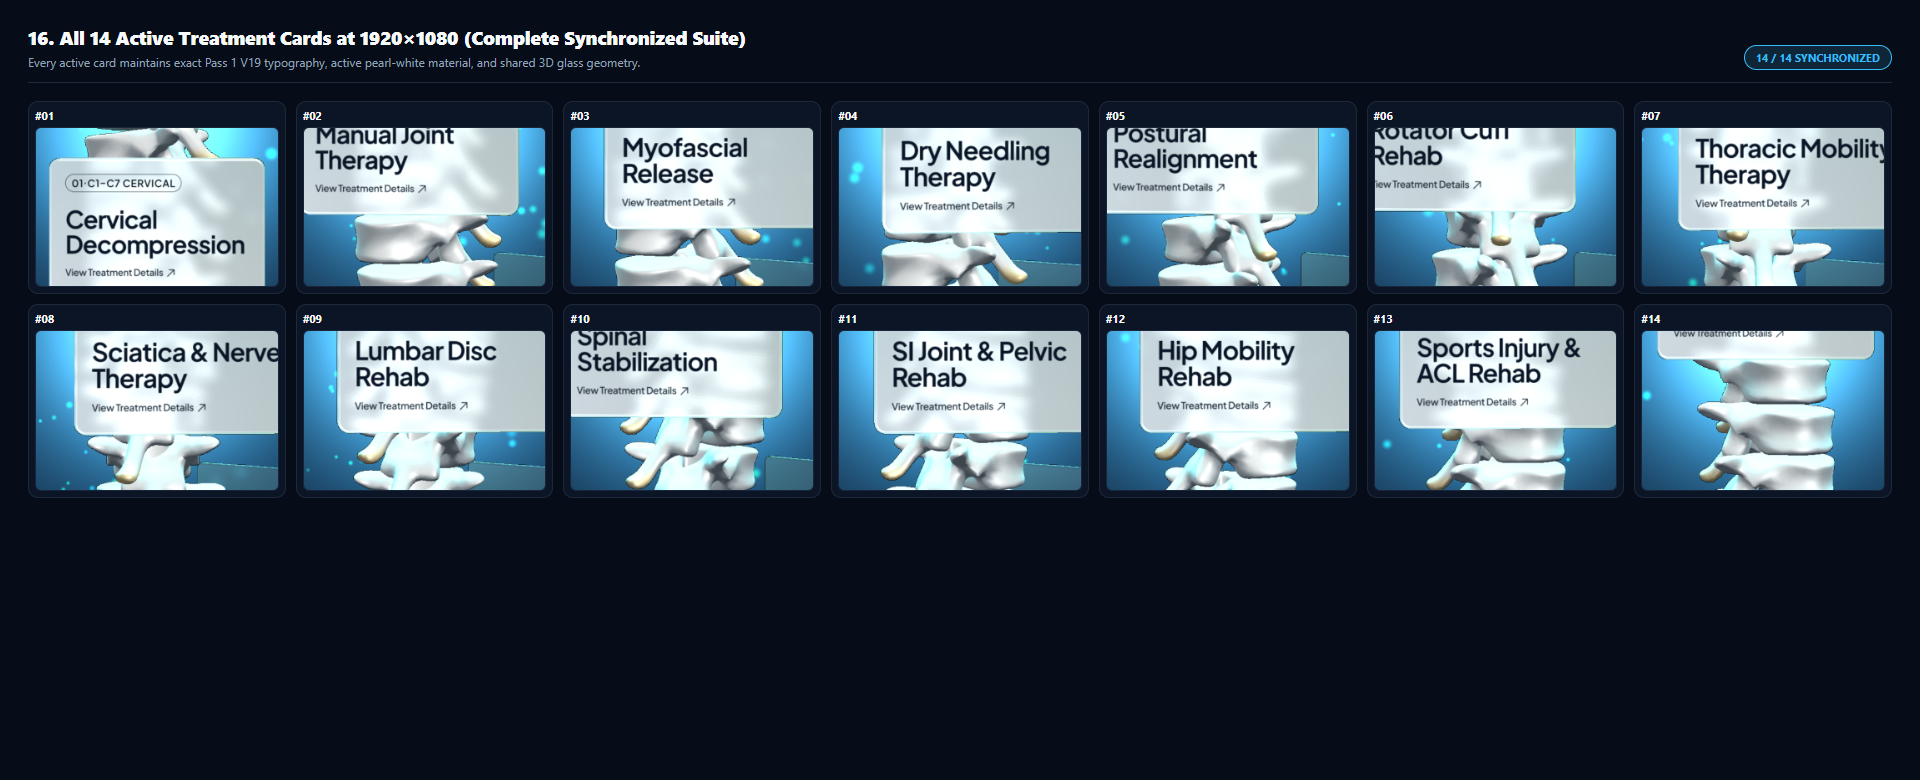 16. All 14 Active Treatment Cards at 1920×1080 (Complete Synchronized Suite)
Every active card maintains exact Pass 1 V19 typography, active pearl-white material, and shared 3D glass geometry.
14 / 14 SYNCHRONIZED
#01
01·C1–C7 CERVICAL
Cervical
Decompression
View Treatment Details ↗
#02
Manual Joint
Therapy
View Treatment Details ↗
#03
Myofascial
Release
View Treatment Details ↗
#04
Dry Needling
Therapy
View Treatment Details ↗
#05
Postural
Realignment
View Treatment Details ↗
#06
Rotator Cuff
Rehab
View Treatment Details ↗
#07
Thoracic Mobility
Therapy
View Treatment Details ↗
#08
Sciatica & Nerve
Therapy
View Treatment Details ↗
#09
Lumbar Disc
Rehab
View Treatment Details ↗
#10
Spinal
Stabilization
View Treatment Details ↗
#11
SI Joint & Pelvic
Rehab
View Treatment Details ↗
#12
Hip Mobility
Rehab
View Treatment Details ↗
#13
Sports Injury &
ACL Rehab
View Treatment Details ↗
#14
View Treatment Details ↗